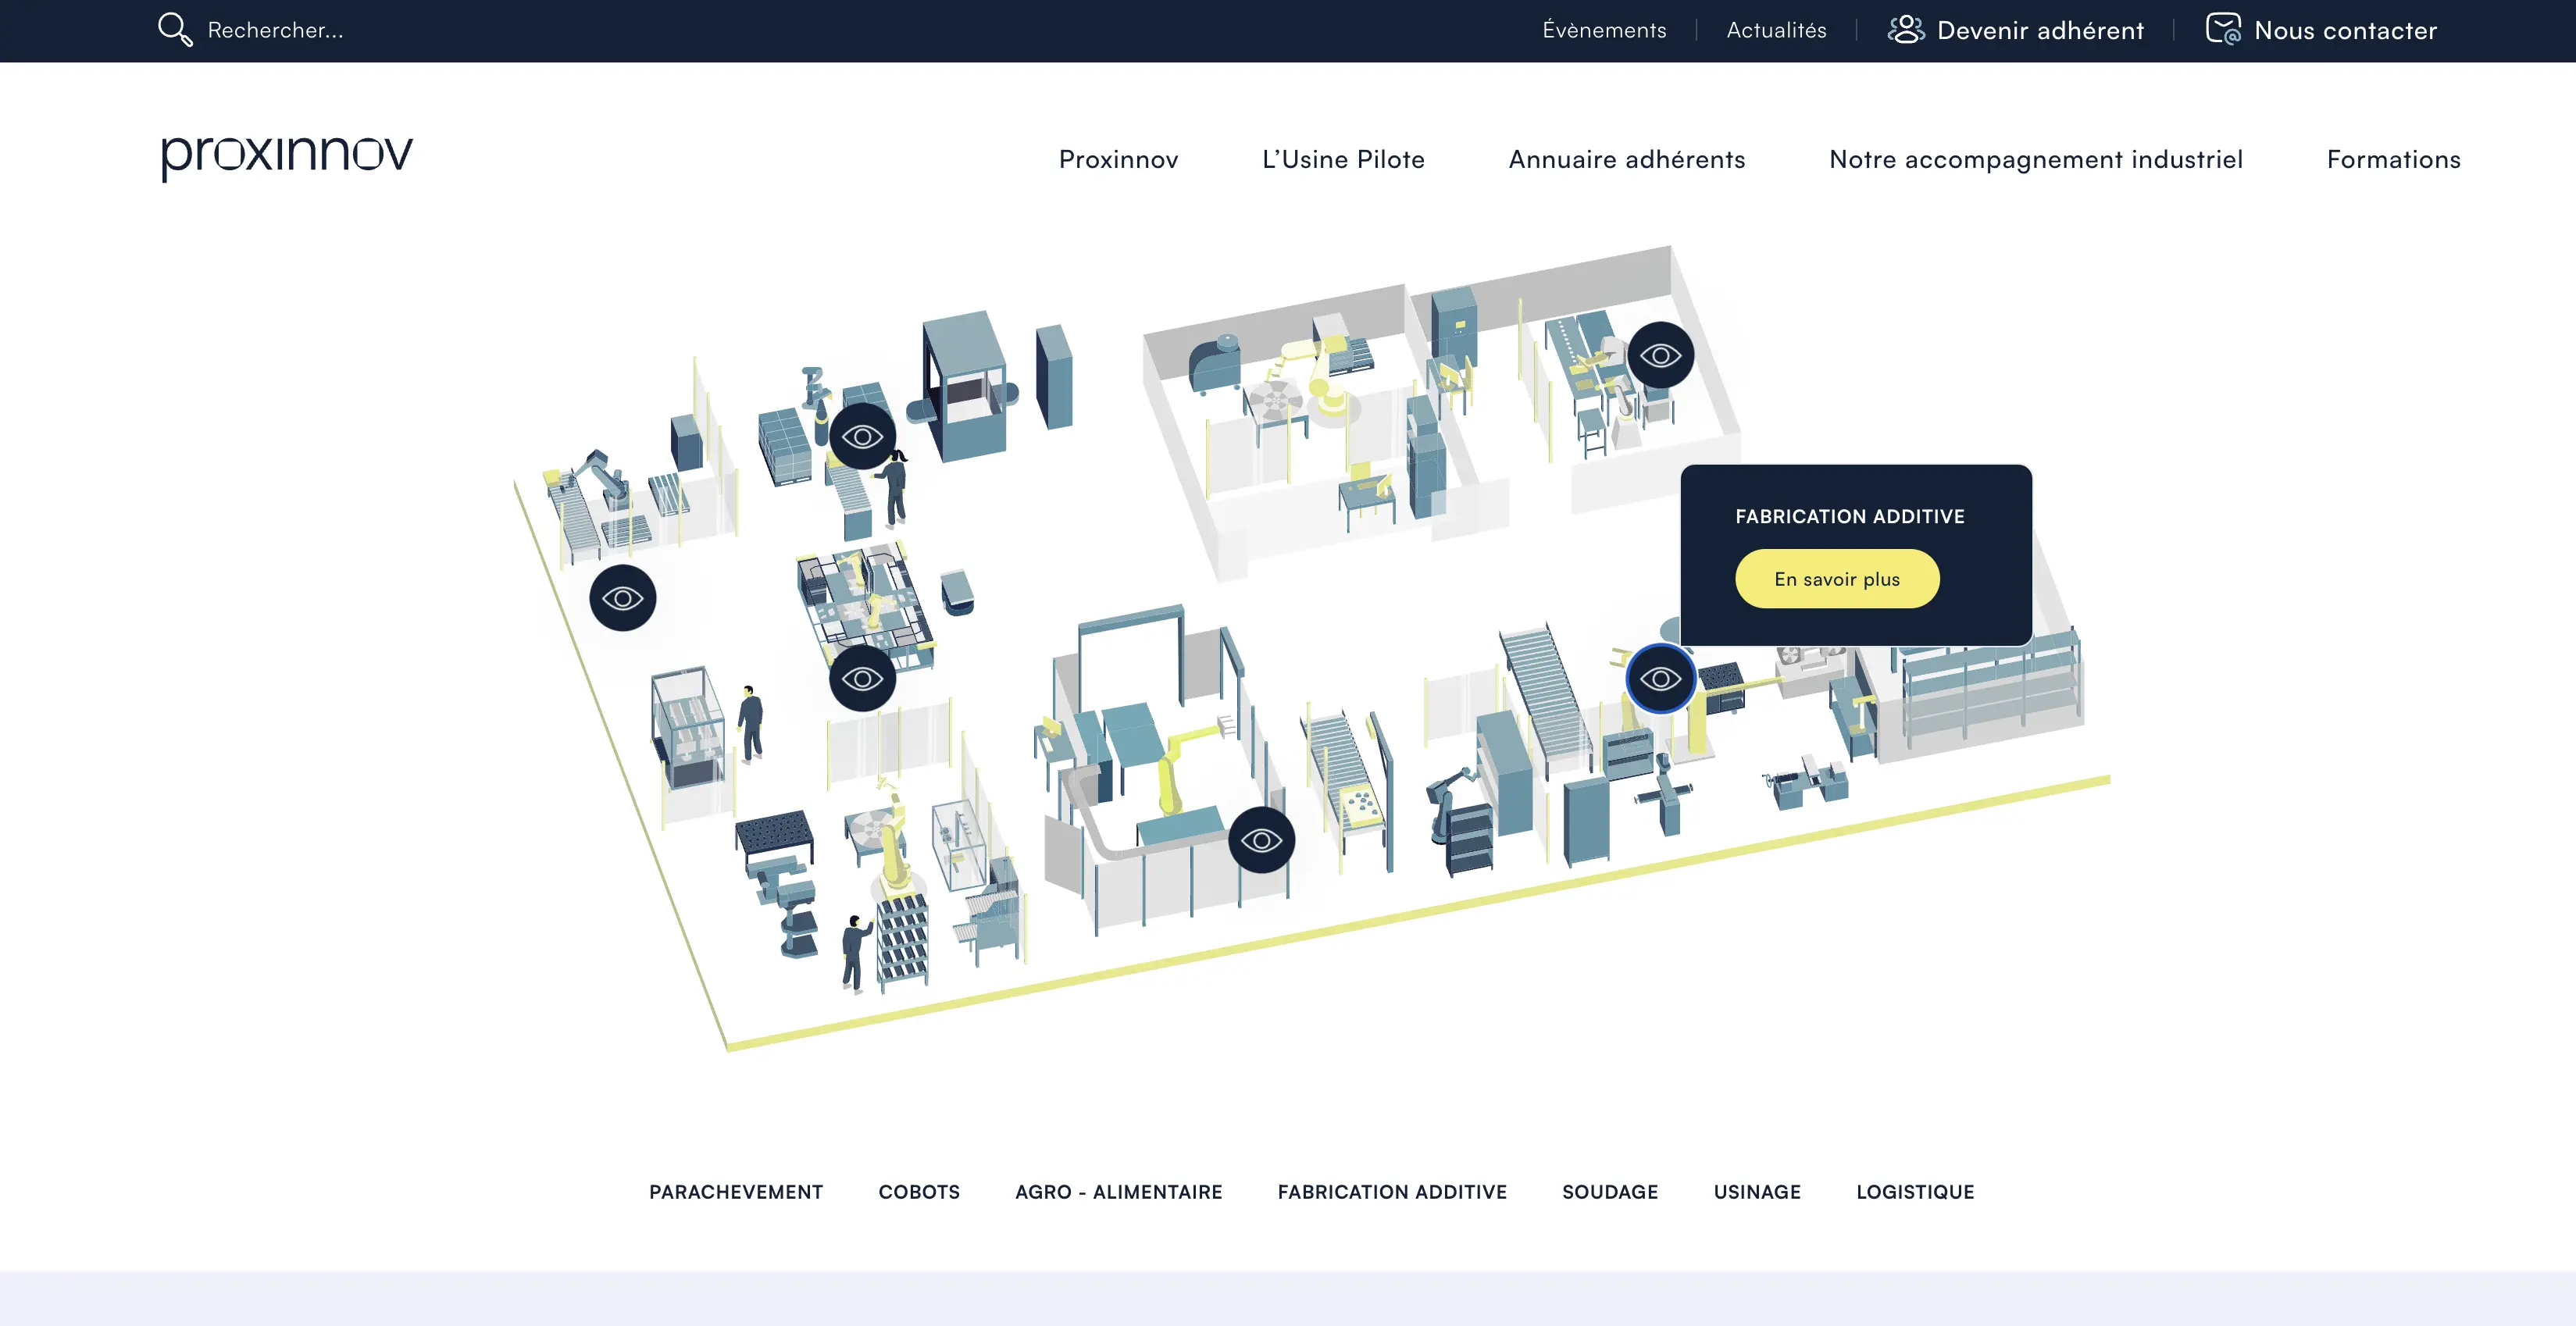 Rechercher...
Évènements
Actualités
Devenir adhérent
Nous contacter
proxinnov
Proxinnov
L’Usine Pilote
Annuaire adhérents
Notre accompagnement industriel
Formations
FABRICATION ADDITIVE
En savoir plus
PARACHEVEMENT
COBOTS
AGRO - ALIMENTAIRE
FABRICATION ADDITIVE
SOUDAGE
USINAGE
LOGISTIQUE